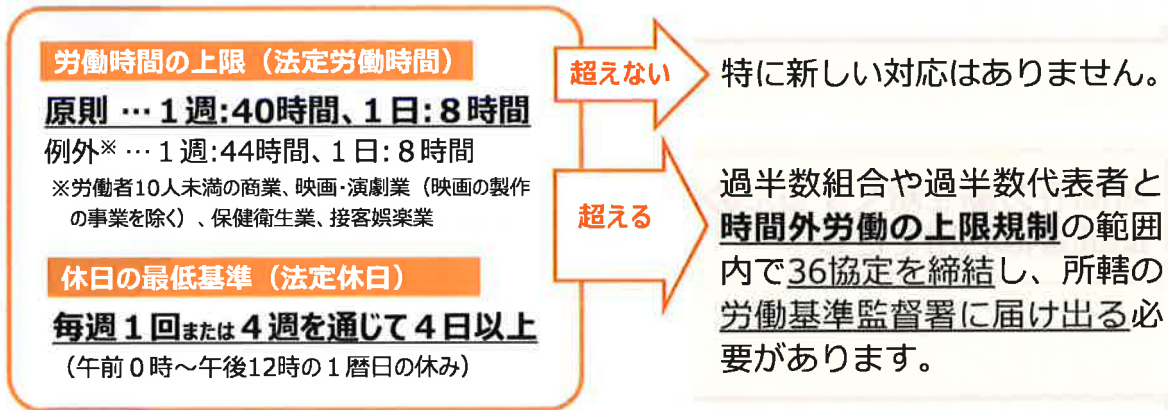 労働時間の上限（法定労働時間）
原則 … １週:40時間、１日:８時間
例外※ … １週:44時間、１日:８時間
※労働者10人未満の商業、映画・演劇業（映画の製作
の事業を除く）、保健衛生業、接客娯楽業
休日の最低基準（法定休日）
毎週１回または４週を通じて４日以上
（午前０時～午後12時の１暦日の休み）
超えない
特に新しい対応はありません。
超える
過半数組合や過半数代表者と
時間外労働の上限規制の範囲
内で36協定を締結し、所轄の
労働基準監督署に届け出る必
要があります。